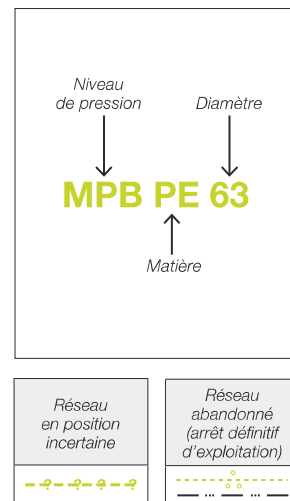 Niveau
de pression
Diamètre
MPB PE 63
Matière
Réseau
en position
incertaine
Réseau
abandonné
(arrêt définitif
d'exploitation)
? ? ? ?